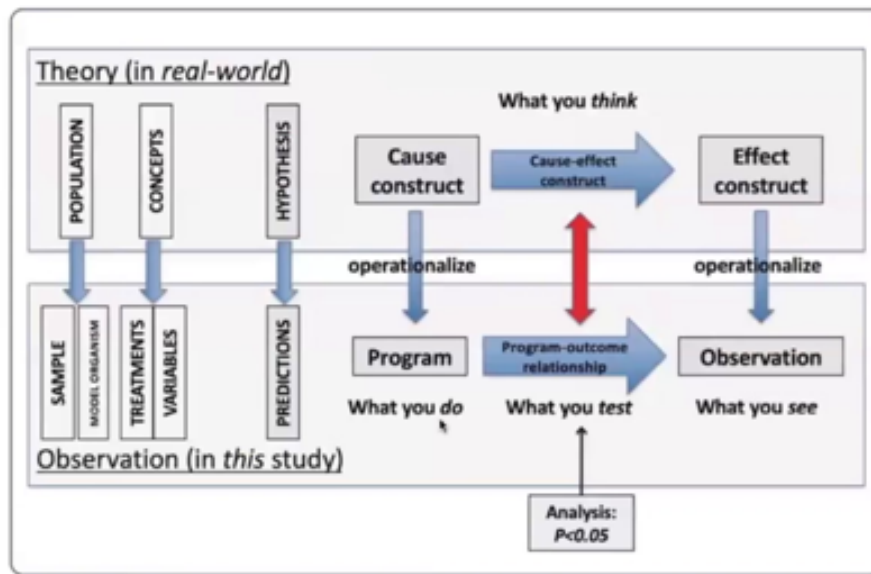 Theory (in real-world)
What you think
POPULATION
CONCEPTS
HYPOTHESIS
Cause
construct
Cause-effect
construct
Effect
construct
operationalize
operationalize
SAMPLE
MODEL ORGANISM
TREATMENTS
VARIABLES
PREDICTIONS
Program
Program-outcome
relationship
Observation
What you do
What you test
What you see
Observation (in this study)
Analysis:
P<0.05